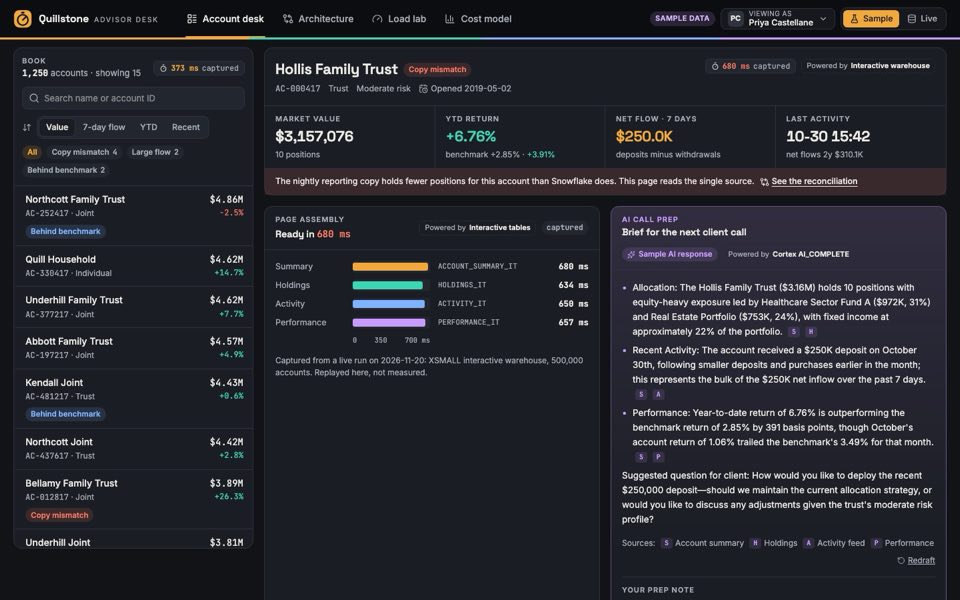 Quillstone ADVISOR DESK
Account desk
Architecture
Load lab
Cost model
SAMPLE DATA
PC
VIEWING AS
Priya Castellane
Sample
Live
BOOK
1,250 accounts · showing 15
373 ms captured
Search name or account ID
Value
7-day flow
YTD
Recent
All
Copy mismatch 4
Large flow 2
Behind benchmark 2
Northcott Family Trust $4.86M
AC-252417 · Joint -2.5%
Behind benchmark
Quill Household $4.62M
AC-330417 · Individual +14.7%
Underhill Family Trust $4.62M
AC-377217 · Joint +7.7%
Abbott Family Trust $4.57M
AC-197217 · Joint +4.9%
Kendall Joint $4.43M
AC-481217 · Trust +0.6%
Behind benchmark
Northcott Joint $4.42M
AC-437617 · Trust +2.8%
Bellamy Family Trust $3.89M
AC-012817 · Joint +26.3%
Copy mismatch
Underhill Joint $3.81M
Hollis Family Trust
Copy mismatch
680 ms captured
Powered by Interactive warehouse
AC-000417 Trust Moderate risk Opened 2019-05-02
MARKET VALUE
$3,157,076
10 positions
YTD RETURN
+6.76%
benchmark +2.85% · +3.91%
NET FLOW · 7 DAYS
$250.0K
deposits minus withdrawals
LAST ACTIVITY
10-30 15:42
net flows 2y $310.1K
The nightly reporting copy holds fewer positions for this account than Snowflake does. This page reads the single source. See the reconciliation
PAGE ASSEMBLY
Ready in 680 ms
Powered by Interactive tables
captured
Summary ACCOUNT_SUMMARY_IT 680 ms
Holdings HOLDINGS_IT 634 ms
Activity ACTIVITY_IT 650 ms
Performance PERFORMANCE_IT 657 ms
0 350 700 ms
Captured from a live run on 2026-11-20: XSMALL interactive warehouse, 500,000
accounts. Replayed here, not measured.
AI CALL PREP
Brief for the next client call
Sample AI response
Powered by Cortex AI_COMPLETE
• Allocation: The Hollis Family Trust ($3.16M) holds 10 positions with
equity-heavy exposure led by Healthcare Sector Fund A ($972K, 31%)
and Real Estate Portfolio ($753K, 24%), with fixed income at
approximately 22% of the portfolio. S H
• Recent Activity: The account received a $250K deposit on October
30th, following smaller deposits and purchases earlier in the month;
this represents the bulk of the $250K net inflow over the past 7 days.
S A
• Performance: Year-to-date return of 6.76% is outperforming the
benchmark return of 2.85% by 391 basis points, though October's
account return of 1.06% trailed the benchmark's 3.49% for that month.
S P
Suggested question for client: How would you like to deploy the recent
$250,000 deposit—should we maintain the current allocation strategy, or
would you like to discuss any adjustments given the trust's moderate risk
profile?
Sources: S Account summary H Holdings A Activity feed P Performance
Redraft
YOUR PREP NOTE